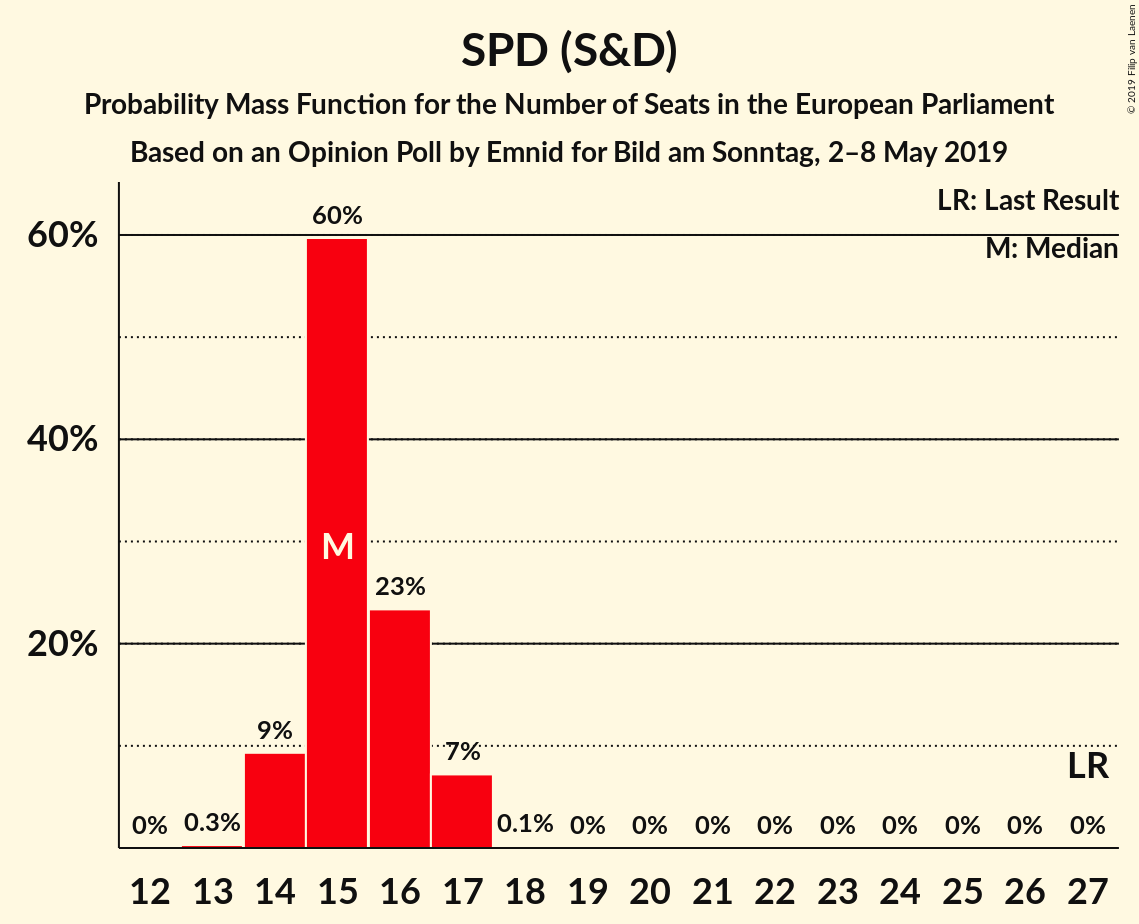 SPD (S&D)
Probability Mass Function for the Number of Seats in the European Parliament
Based on an Opinion Poll by Emnid for Bild am Sonntag, 2–8 May 2019
© 2019 Filip van Laenen
LR: Last Result
M: Median
60%
40%
20%
0% 0.3% 9% 60% 23% 7% 0.1% 0% 0% 0% 0% 0% 0% 0% 0% 0%
M
LR
12 13 14 15 16 17 18 19 20 21 22 23 24 25 26 27